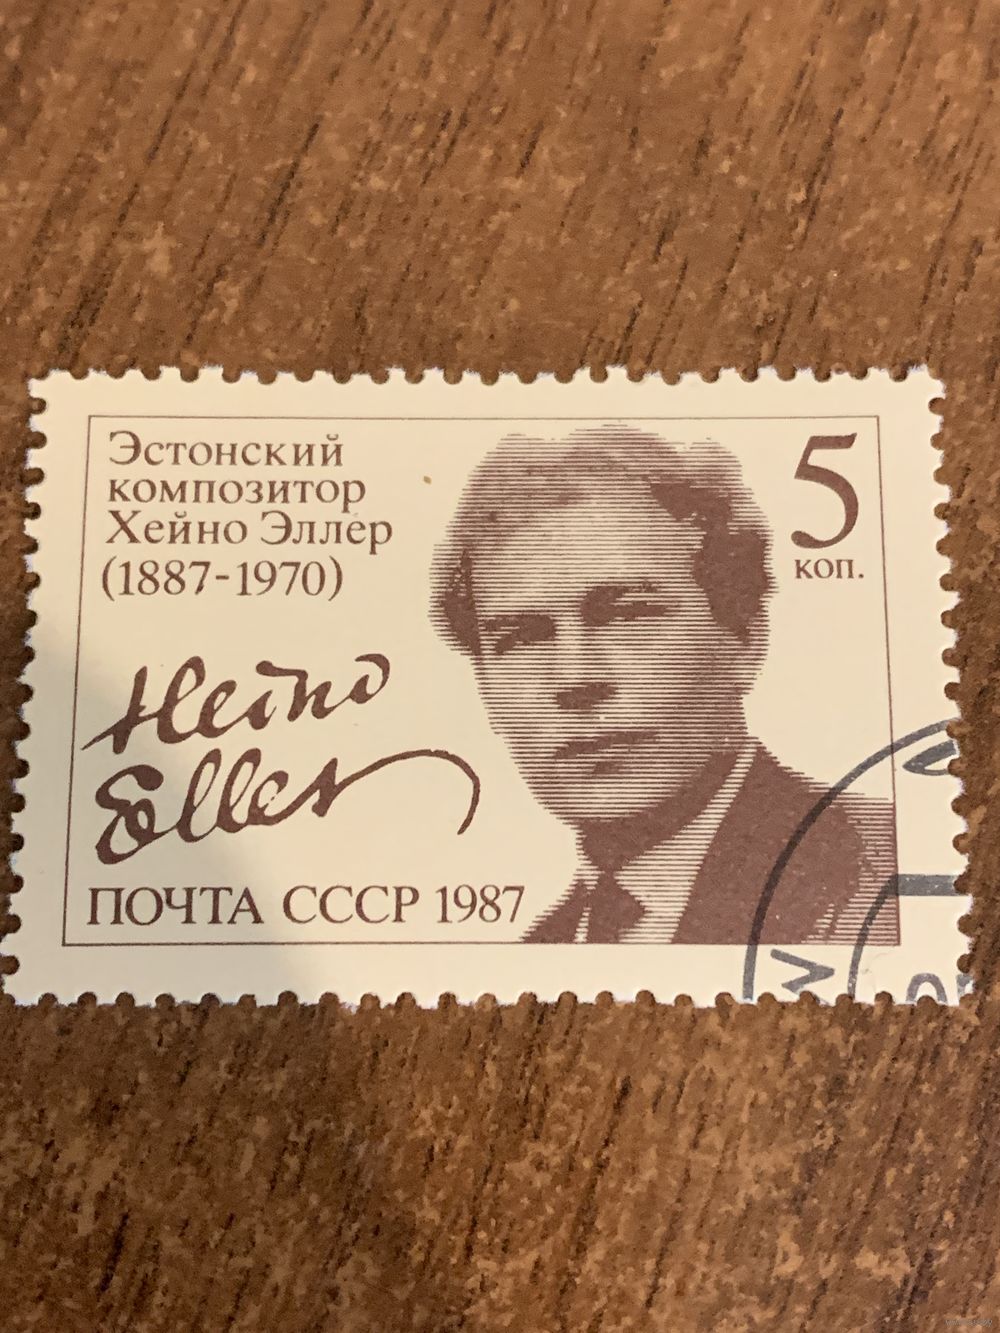 Эстонский
композитор
Хейно Эллер
(1887-1970)
5
коп.
Heino
Eller
ПОЧТА СССР 1987